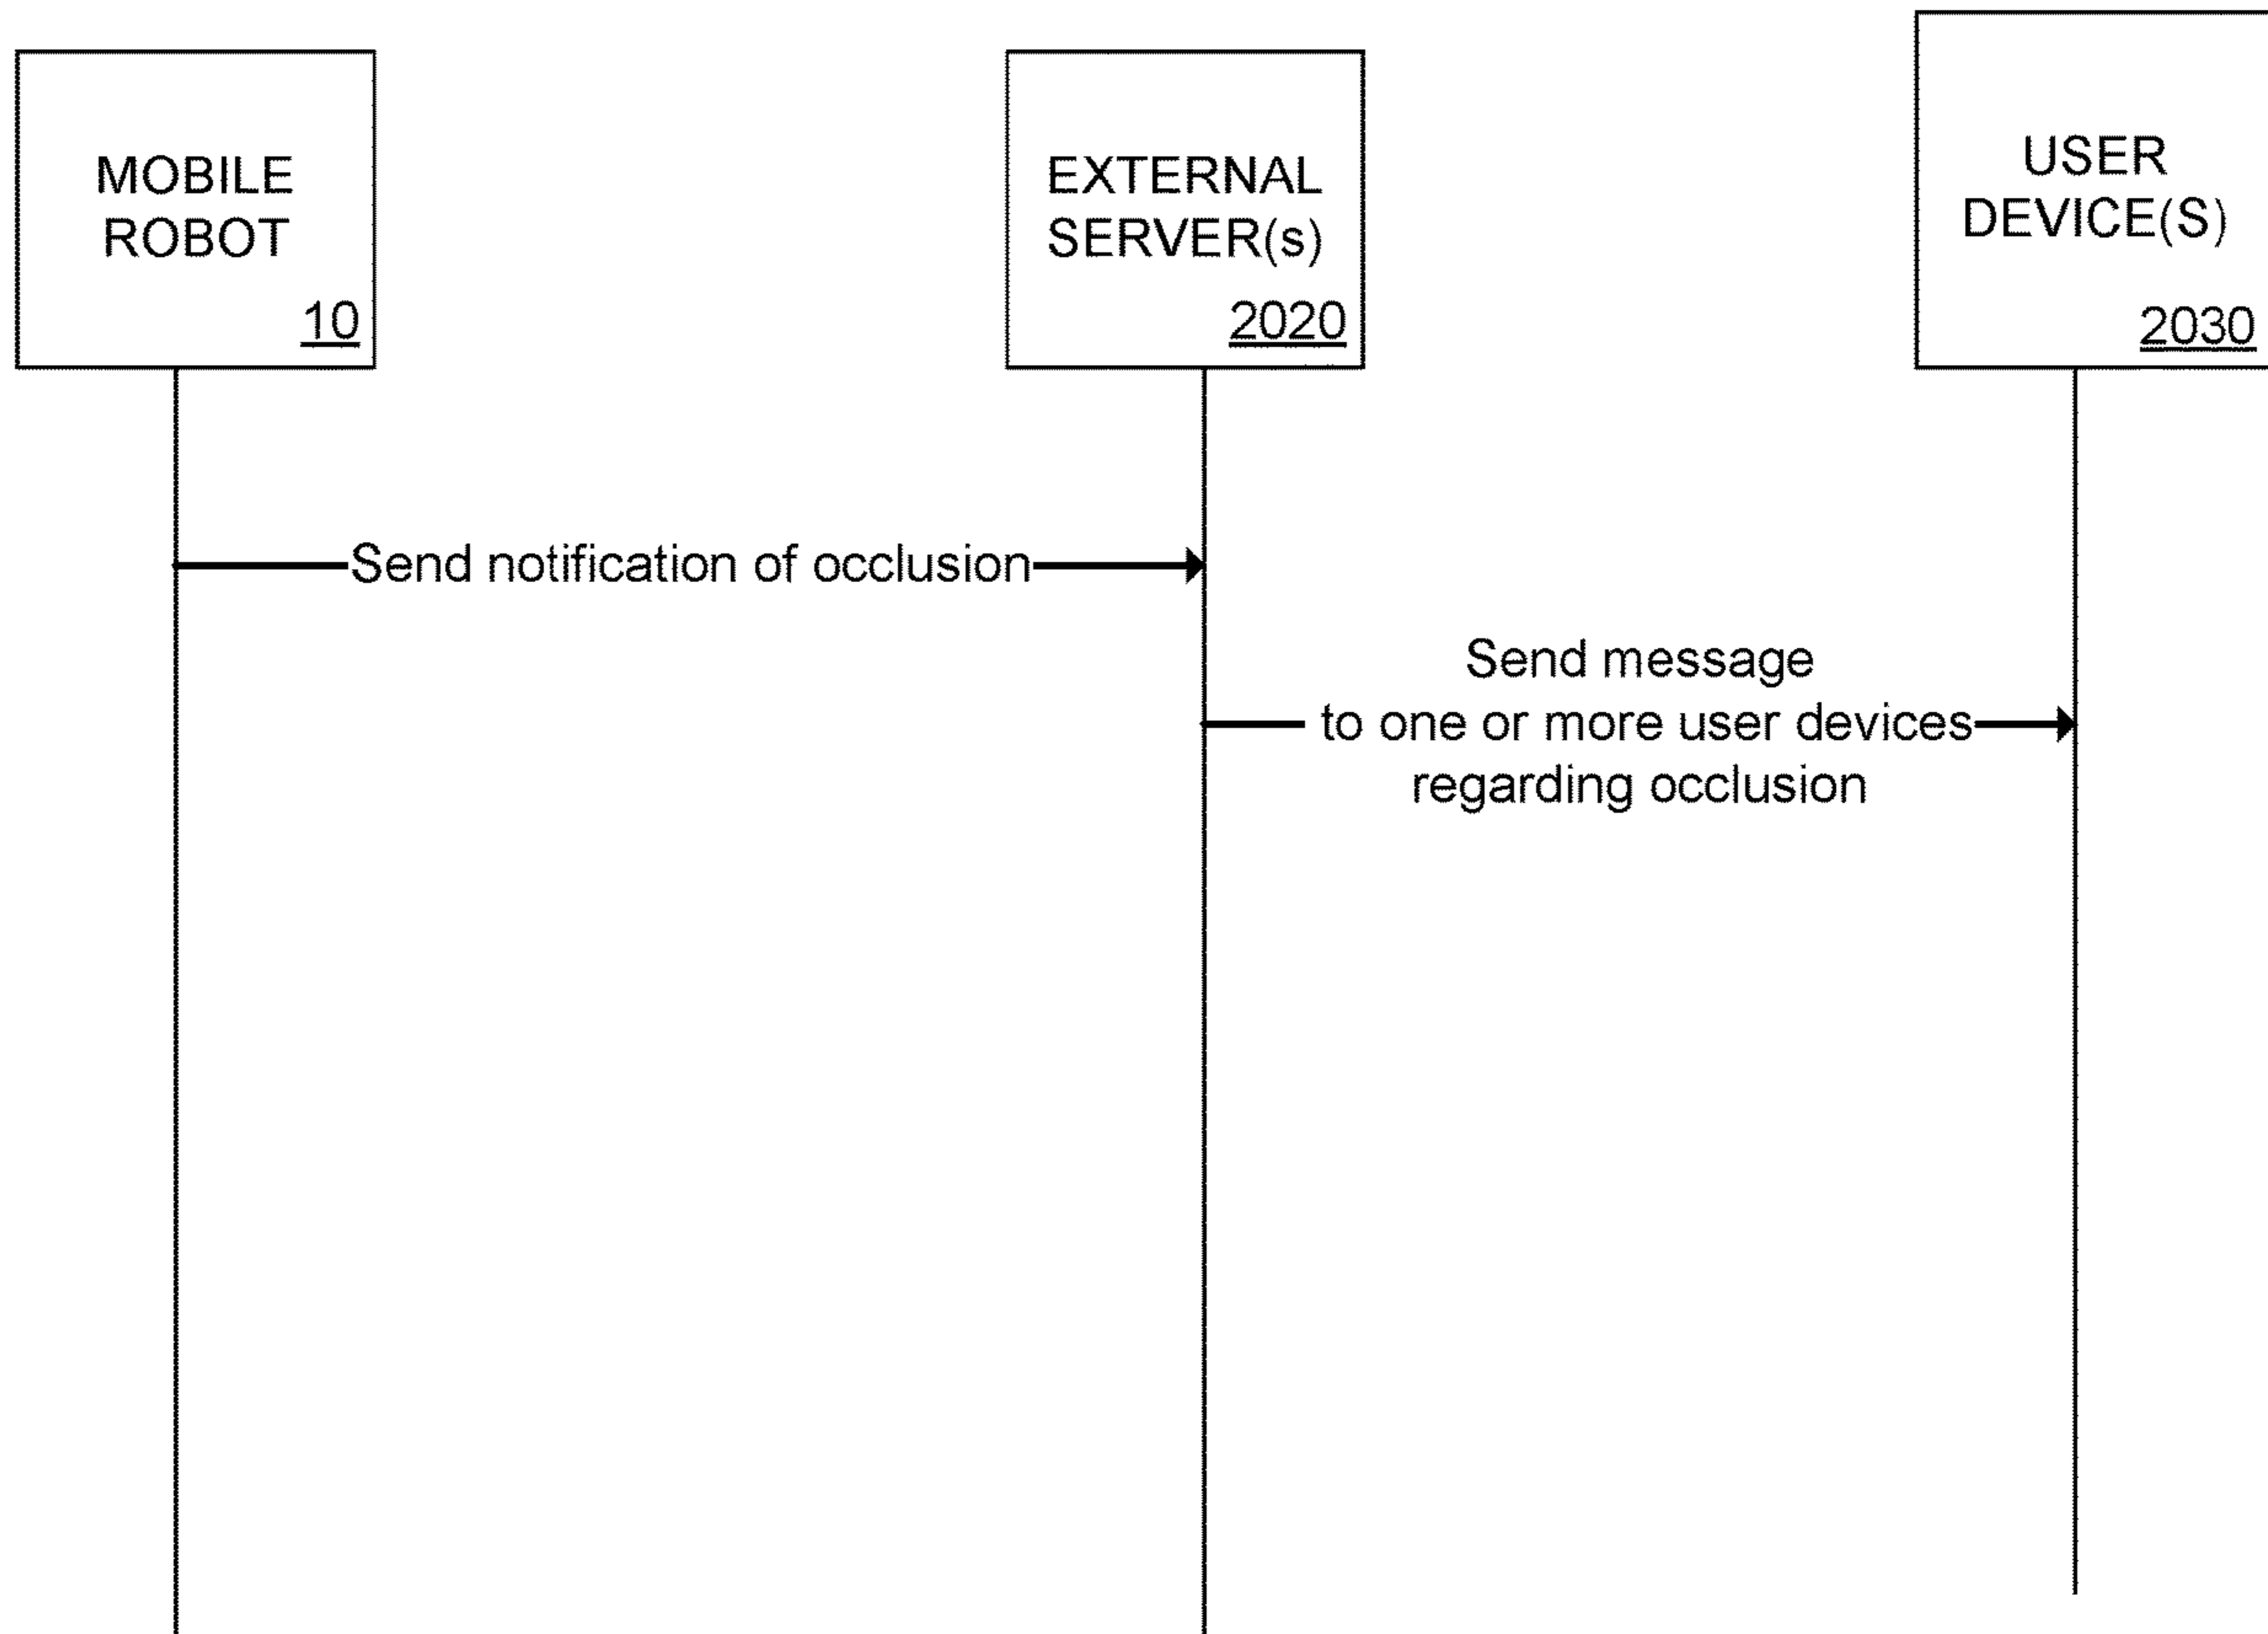 MOBILE
ROBOT
10
EXTERNAL
SERVER(s)
2020
USER
DEVICE(S)
2030
Send notification of occlusion
Send message
to one or more user devices
regarding occlusion